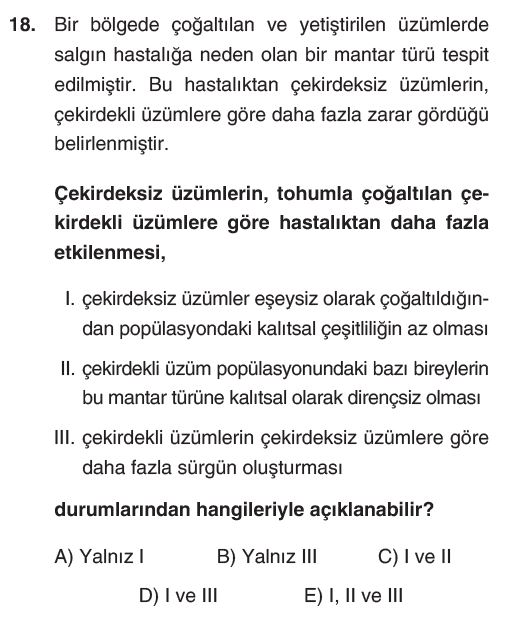 18. Bir bölgede çoğaltılan ve yetiştirilen üzümlerde
salgın hastalığa neden olan bir mantar türü tespit
edilmiştir. Bu hastalıktan çekirdeksiz üzümlerin,
çekirdekli üzümlere göre daha fazla zarar gördüğü
belirlenmiştir.
Çekirdeksiz üzümlerin, tohumla çoğaltılan çe-
kirdekli üzümlere göre hastalıktan daha fazla
etkilenmesi,
I. çekirdeksiz üzümler eşeysiz olarak çoğaltıldığın-
dan popülasyondaki kalıtsal çeşitliliğin az olması
II. çekirdekli üzüm popülasyonundaki bazı bireylerin
bu mantar türüne kalıtsal olarak dirençsiz olması
III. çekirdekli üzümlerin çekirdeksiz üzümlere göre
daha fazla sürgün oluşturması
durumlarından hangileriyle açıklanabilir?
A) Yalnız I B) Yalnız III C) I ve II
D) I ve III E) I, II ve III